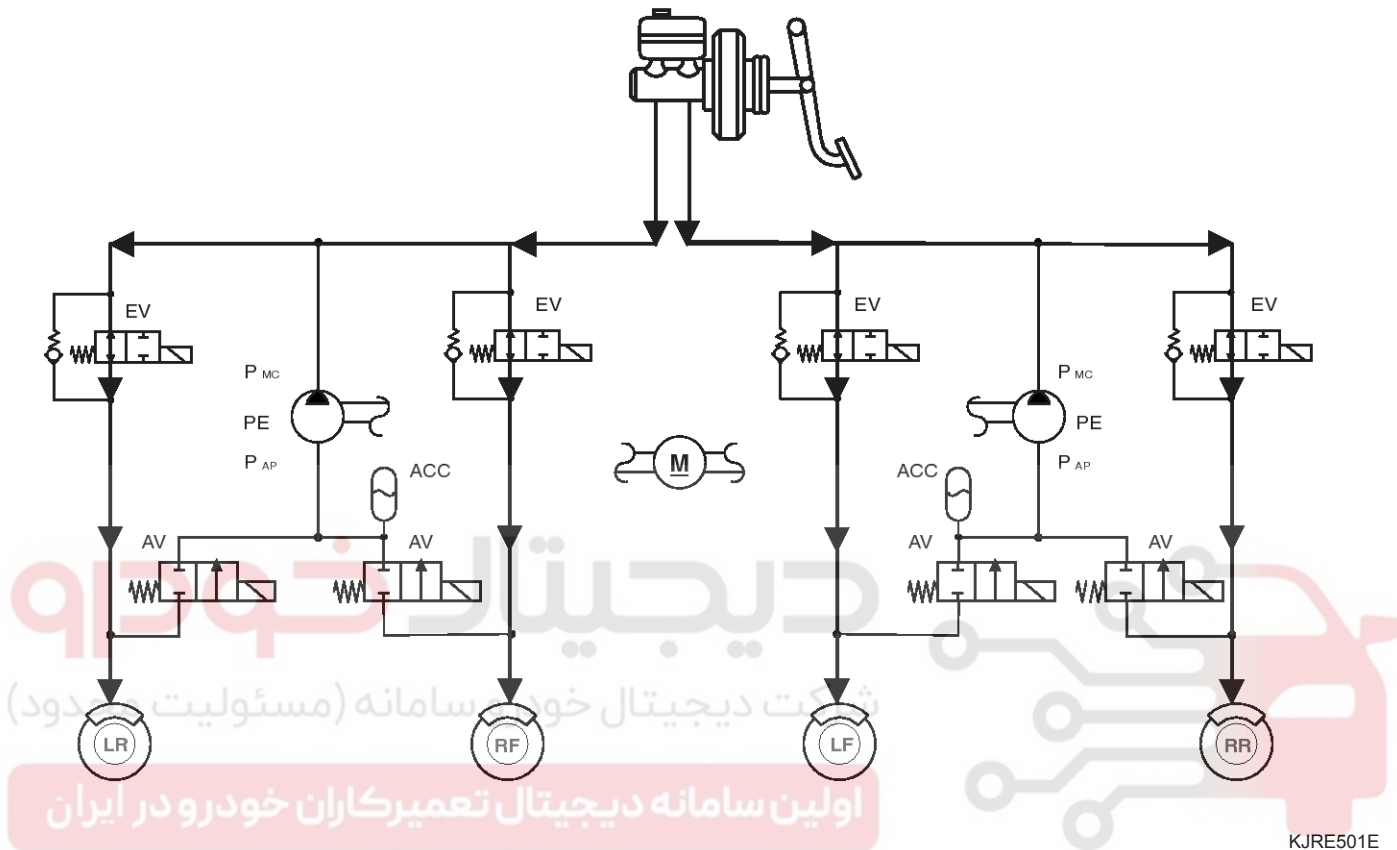 EV
EV
EV
EV
P MC
P MC
PE
PE
M
P AP
P AP
ACC
ACC
AV
AV
AV
AV
دیجیتال خودرو
شرکت دیجیتال خودرو سامانه (مسئولیت محدود)
LR
RF
LF
RR
اولین سامانه دیجیتال تعمیرکاران خودرو در ایران
KJRE501E